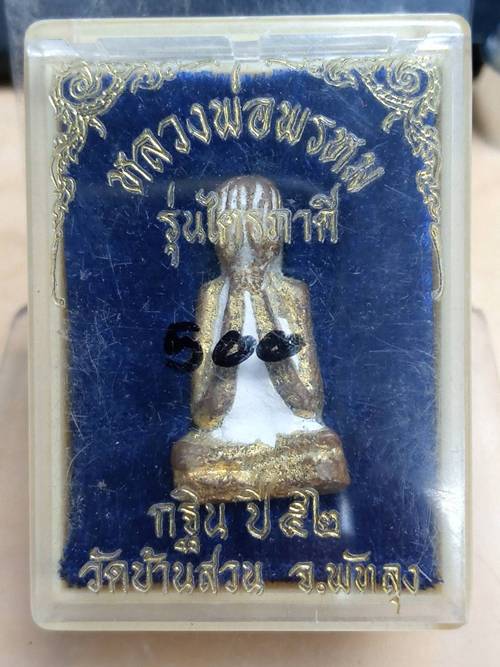 หลวงพ่อพรหม
รุ่นไตรภาคี
500
กฐิน ปี ๕๒
วัดบ้านสวน จ.พัทลุง